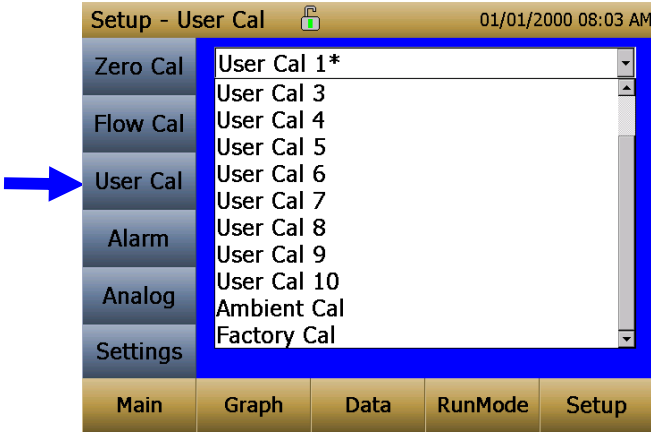 Setup - User Cal 01/01/2000 08:03 AM
Zero Cal
Flow Cal
User Cal
Alarm
Analog
Settings
User Cal 1*
User Cal 3
User Cal 4
User Cal 5
User Cal 6
User Cal 7
User Cal 8
User Cal 9
User Cal 10
Ambient Cal
Factory Cal
Main Graph Data RunMode Setup